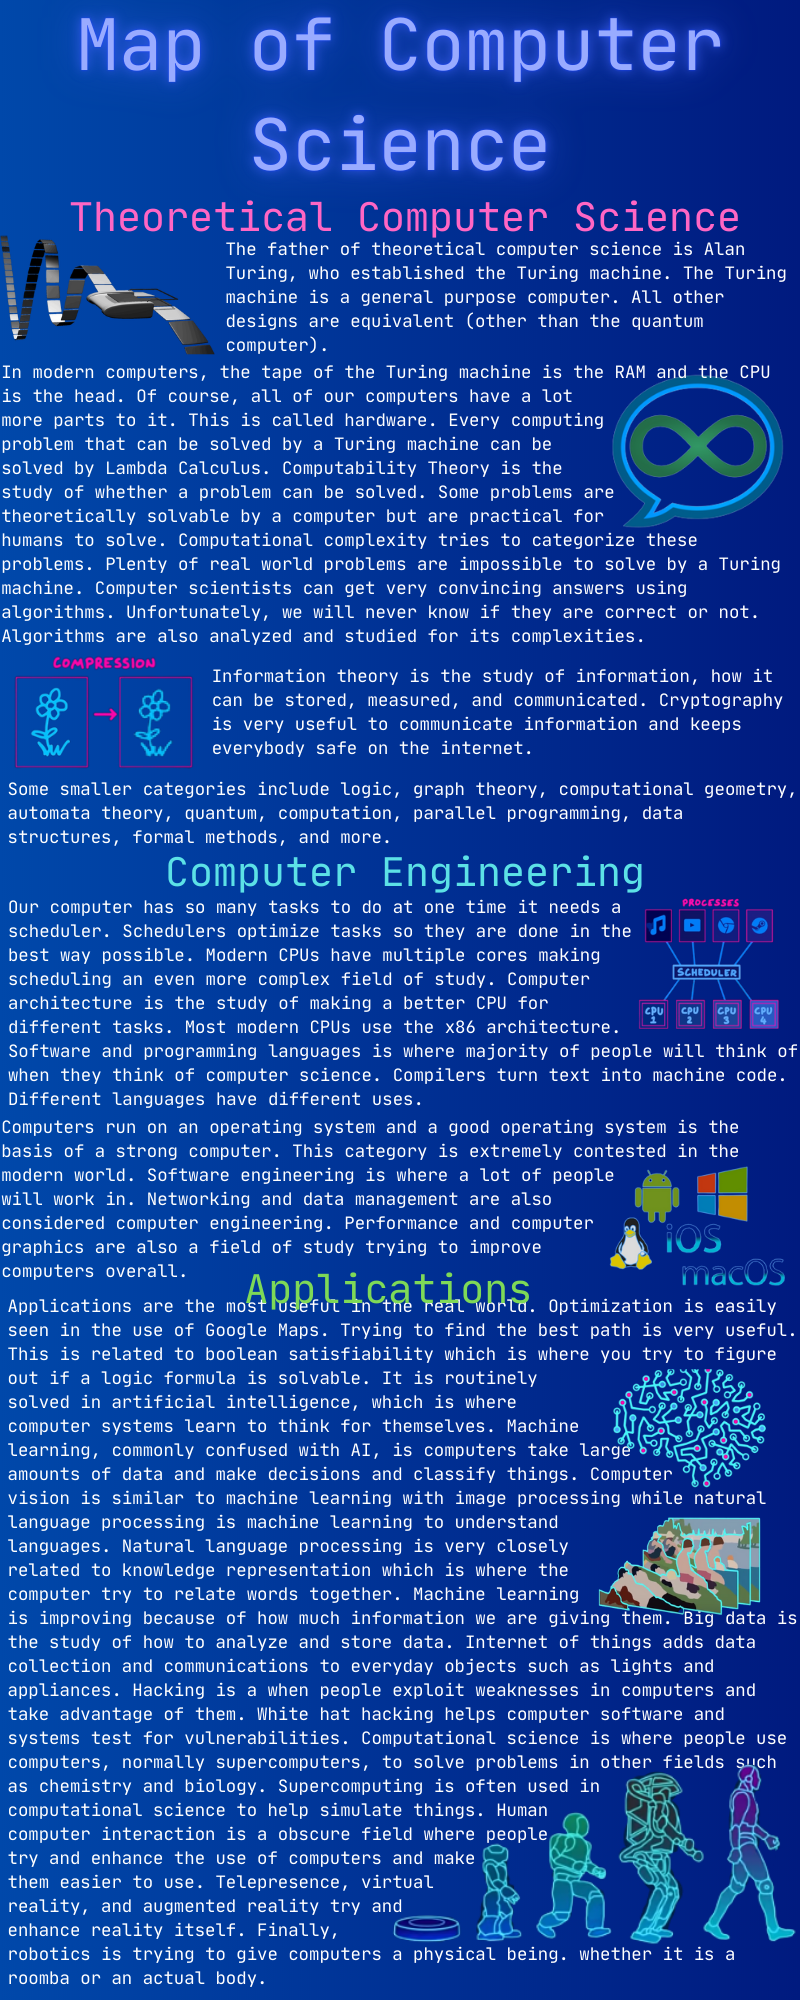 Map of Computer
Science
Theoretical Computer Science
The father of theoretical computer science is Alan
Turing, who established the Turing machine. The Turing
machine is a general purpose computer. All other
designs are equivalent (other than the quantum
computer).
In modern computers, the tape of the Turing machine is the RAM and the CPU
is the head. Of course, all of our computers have a lot
more parts to it. This is called hardware. Every computing
problem that can be solved by a Turing machine can be
solved by Lambda Calculus. Computability Theory is the
study of whether a problem can be solved. Some problems are
theoretically solvable by a computer but are practical for
humans to solve. Computational complexity tries to categorize these
problems. Plenty of real world problems are impossible to solve by a Turing
machine. Computer scientists can get very convincing answers using
algorithms. Unfortunately, we will never know if they are correct or not.
Algorithms are also analyzed and studied for its complexities.
COMPRESSION
Information theory is the study of information, how it
can be stored, measured, and communicated. Cryptography
is very useful to communicate information and keeps
everybody safe on the internet.
Some smaller categories include logic, graph theory, computational geometry,
automata theory, quantum, computation, parallel programming, data
structures, formal methods, and more.
Computer Engineering
Our computer has so many tasks to do at one time it needs a
scheduler. Schedulers optimize tasks so they are done in the
best way possible. Modern CPUs have multiple cores making
scheduling an even more complex field of study. Computer
architecture is the study of making a better CPU for
different tasks. Most modern CPUs use the x86 architecture.
PROCESSES
SCHEDULER
CPU 1
CPU 2
CPU 3
CPU 4
Software and programming languages is where majority of people will think of
when they think of computer science. Compilers turn text into machine code.
Different languages have different uses.
Computers run on an operating system and a good operating system is the
basis of a strong computer. This category is extremely contested in the
modern world. Software engineering is where a lot of people
will work in. Networking and data management are also
considered computer engineering. Performance and computer
graphics are also a field of study trying to improve
computers overall.
iOS
macOS
Applications
Applications are the most useful in the real world. Optimization is easily
seen in the use of Google Maps. Trying to find the best path is very useful.
This is related to boolean satisfiability which is where you try to figure
out if a logic formula is solvable. It is routinely
solved in artificial intelligence, which is where
computer systems learn to think for themselves. Machine
learning, commonly confused with AI, is computers take large
amounts of data and make decisions and classify things. Computer
vision is similar to machine learning with image processing while natural
language processing is machine learning to understand
languages. Natural language processing is very closely
related to knowledge representation which is where the
computer try to relate words together. Machine learning
is improving because of how much information we are giving them. Big data is
the study of how to analyze and store data. Internet of things adds data
collection and communications to everyday objects such as lights and
appliances. Hacking is a when people exploit weaknesses in computers and
take advantage of them. White hat hacking helps computer software and
systems test for vulnerabilities. Computational science is where people use
computers, normally supercomputers, to solve problems in other fields such
as chemistry and biology. Supercomputing is often used in
computational science to help simulate things. Human
computer interaction is a obscure field where people
try and enhance the use of computers and make
them easier to use. Telepresence, virtual
reality, and augmented reality try and
enhance reality itself. Finally,
robotics is trying to give computers a physical being. whether it is a
roomba or an actual body.